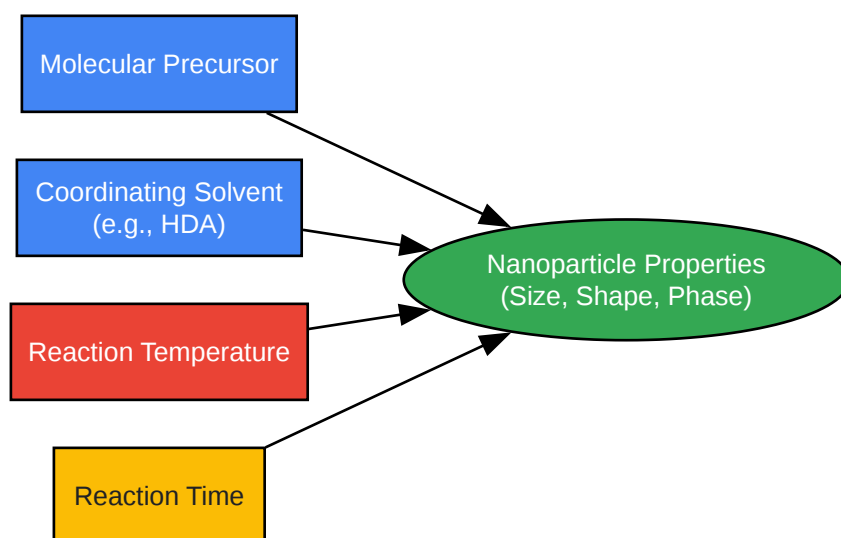 Molecular Precursor
Coordinating Solvent
(e.g., HDA)
Nanoparticle Properties
(Size, Shape, Phase)
Reaction Temperature
Reaction Time